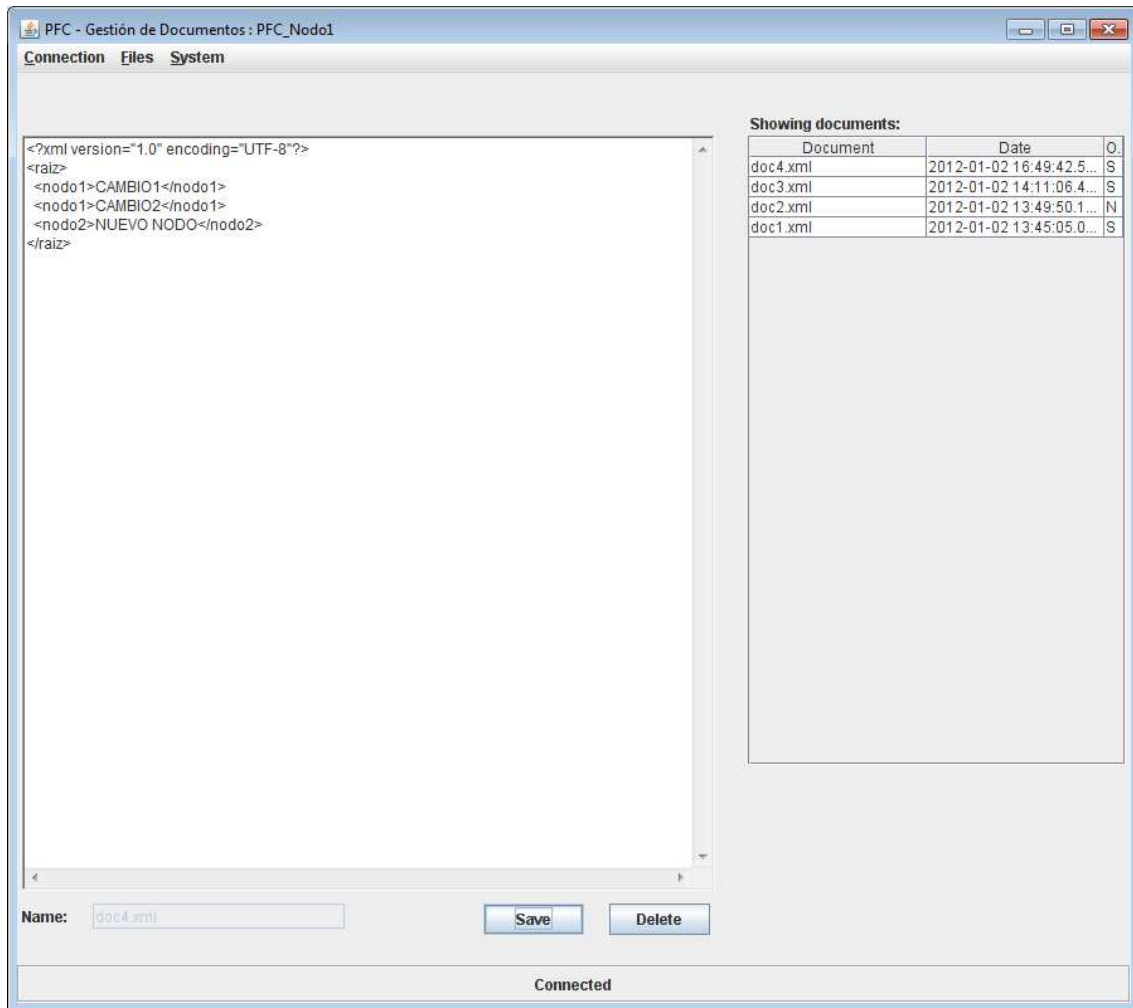 PFC - Gestión de Documentos : PFC_Nodo1
Connection Files System
Showing documents:
Document Date O.
doc4.xml 2012-01-02 16:49:42.5... S
doc3.xml 2012-01-02 14:11:06.4... S
doc2.xml 2012-01-02 13:49:50.1... N
doc1.xml 2012-01-02 13:45:05.0... S
<?xml version="1.0" encoding="UTF-8"?>
<raiz>
<nodo1>CAMBIO1</nodo1>
<nodo1>CAMBIO2</nodo1>
<nodo2>NUEVO NODO</nodo2>
</raiz>
Name: doc4.xml Save Delete
Connected